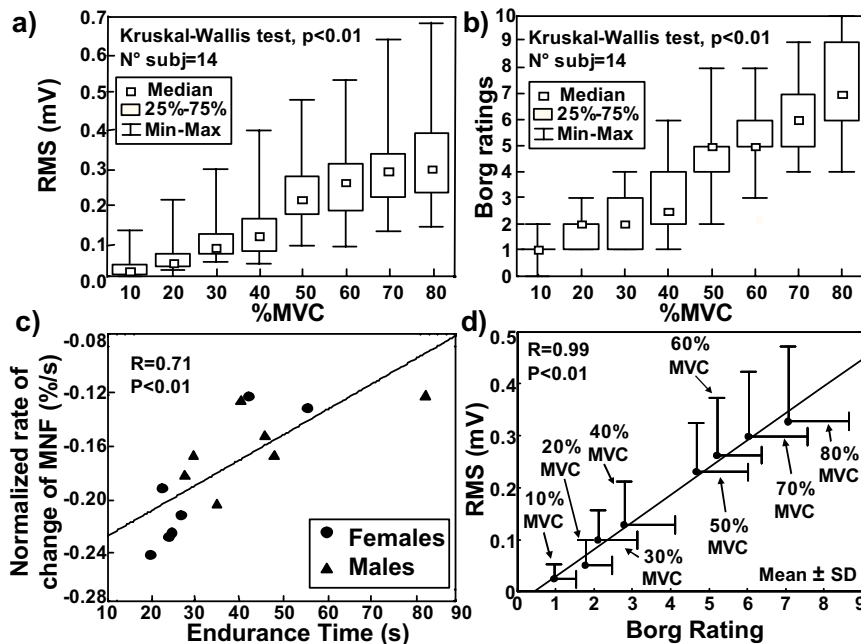 a)
Kruskal-Wallis test, p<0.01
N° subj=14
Median
25%-75%
Min-Max
RMS (mV)
0.7
0.6
0.5
0.4
0.3
0.2
0.1
0.0
10 20 30 40 50 60 70 80
%MVC
b)
Kruskal-Wallis test, p<0.01
N° subj=14
Median
25%-75%
Min-Max
Borg ratings
10
9
8
7
6
5
4
3
2
1
0
10 20 30 40 50 60 70 80
%MVC
c)
R=0.71
P<0.01
Normalized rate of
change of MNF (%/s)
-0.08
-0.12
-0.16
-0.20
-0.24
-0.28
Females
Males
10 20 30 40 50 60 70 80 90
Endurance Time (s)
d)
R=0.99
P<0.01
RMS (mV)
0.5
0.4
0.3
0.2
0.1
0.0
60%
MVC
40%
MVC
20%
MVC
10%
MVC
80%
MVC
70%
MVC
50%
MVC
30%
MVC
Mean ± SD
0 1 2 3 4 5 6 7 8 9
Borg Rating